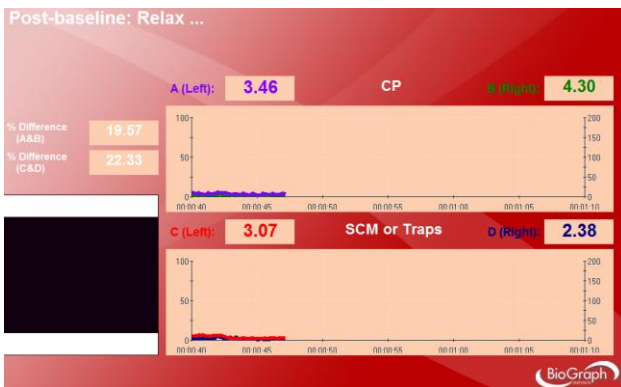 Post-baseline: Relax ...
A (Left): 3.46 CP B (Right): 4.30
% Difference (A&B) 19.57
% Difference (C&D) 22.33
100 50 0
200 150 100 50 0
00:00:40 00:00:45 00:00:50 00:00:55 00:01:00 00:01:05 00:01:10
C (Left): 3.07 SCM or Traps D (Right): 2.38
100 50 0
200 150 100 50 0
00:00:40 00:00:45 00:00:50 00:00:55 00:01:00 00:01:05 00:01:10
BioGraph